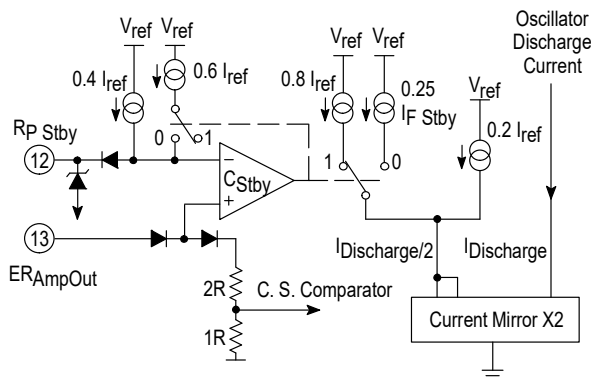 Vref Vref Vref Vref Oscillator
Discharge
Current
0.4 Iref 0.6 Iref 0.8 Iref 0.25
IF Stby
Vref
0.2 Iref
RP Stby
12
0 1
1 0
–
CStby
+
13
ERAmpOut
IDischarge/2 IDischarge
2R
C. S. Comparator
1R
Current Mirror X2